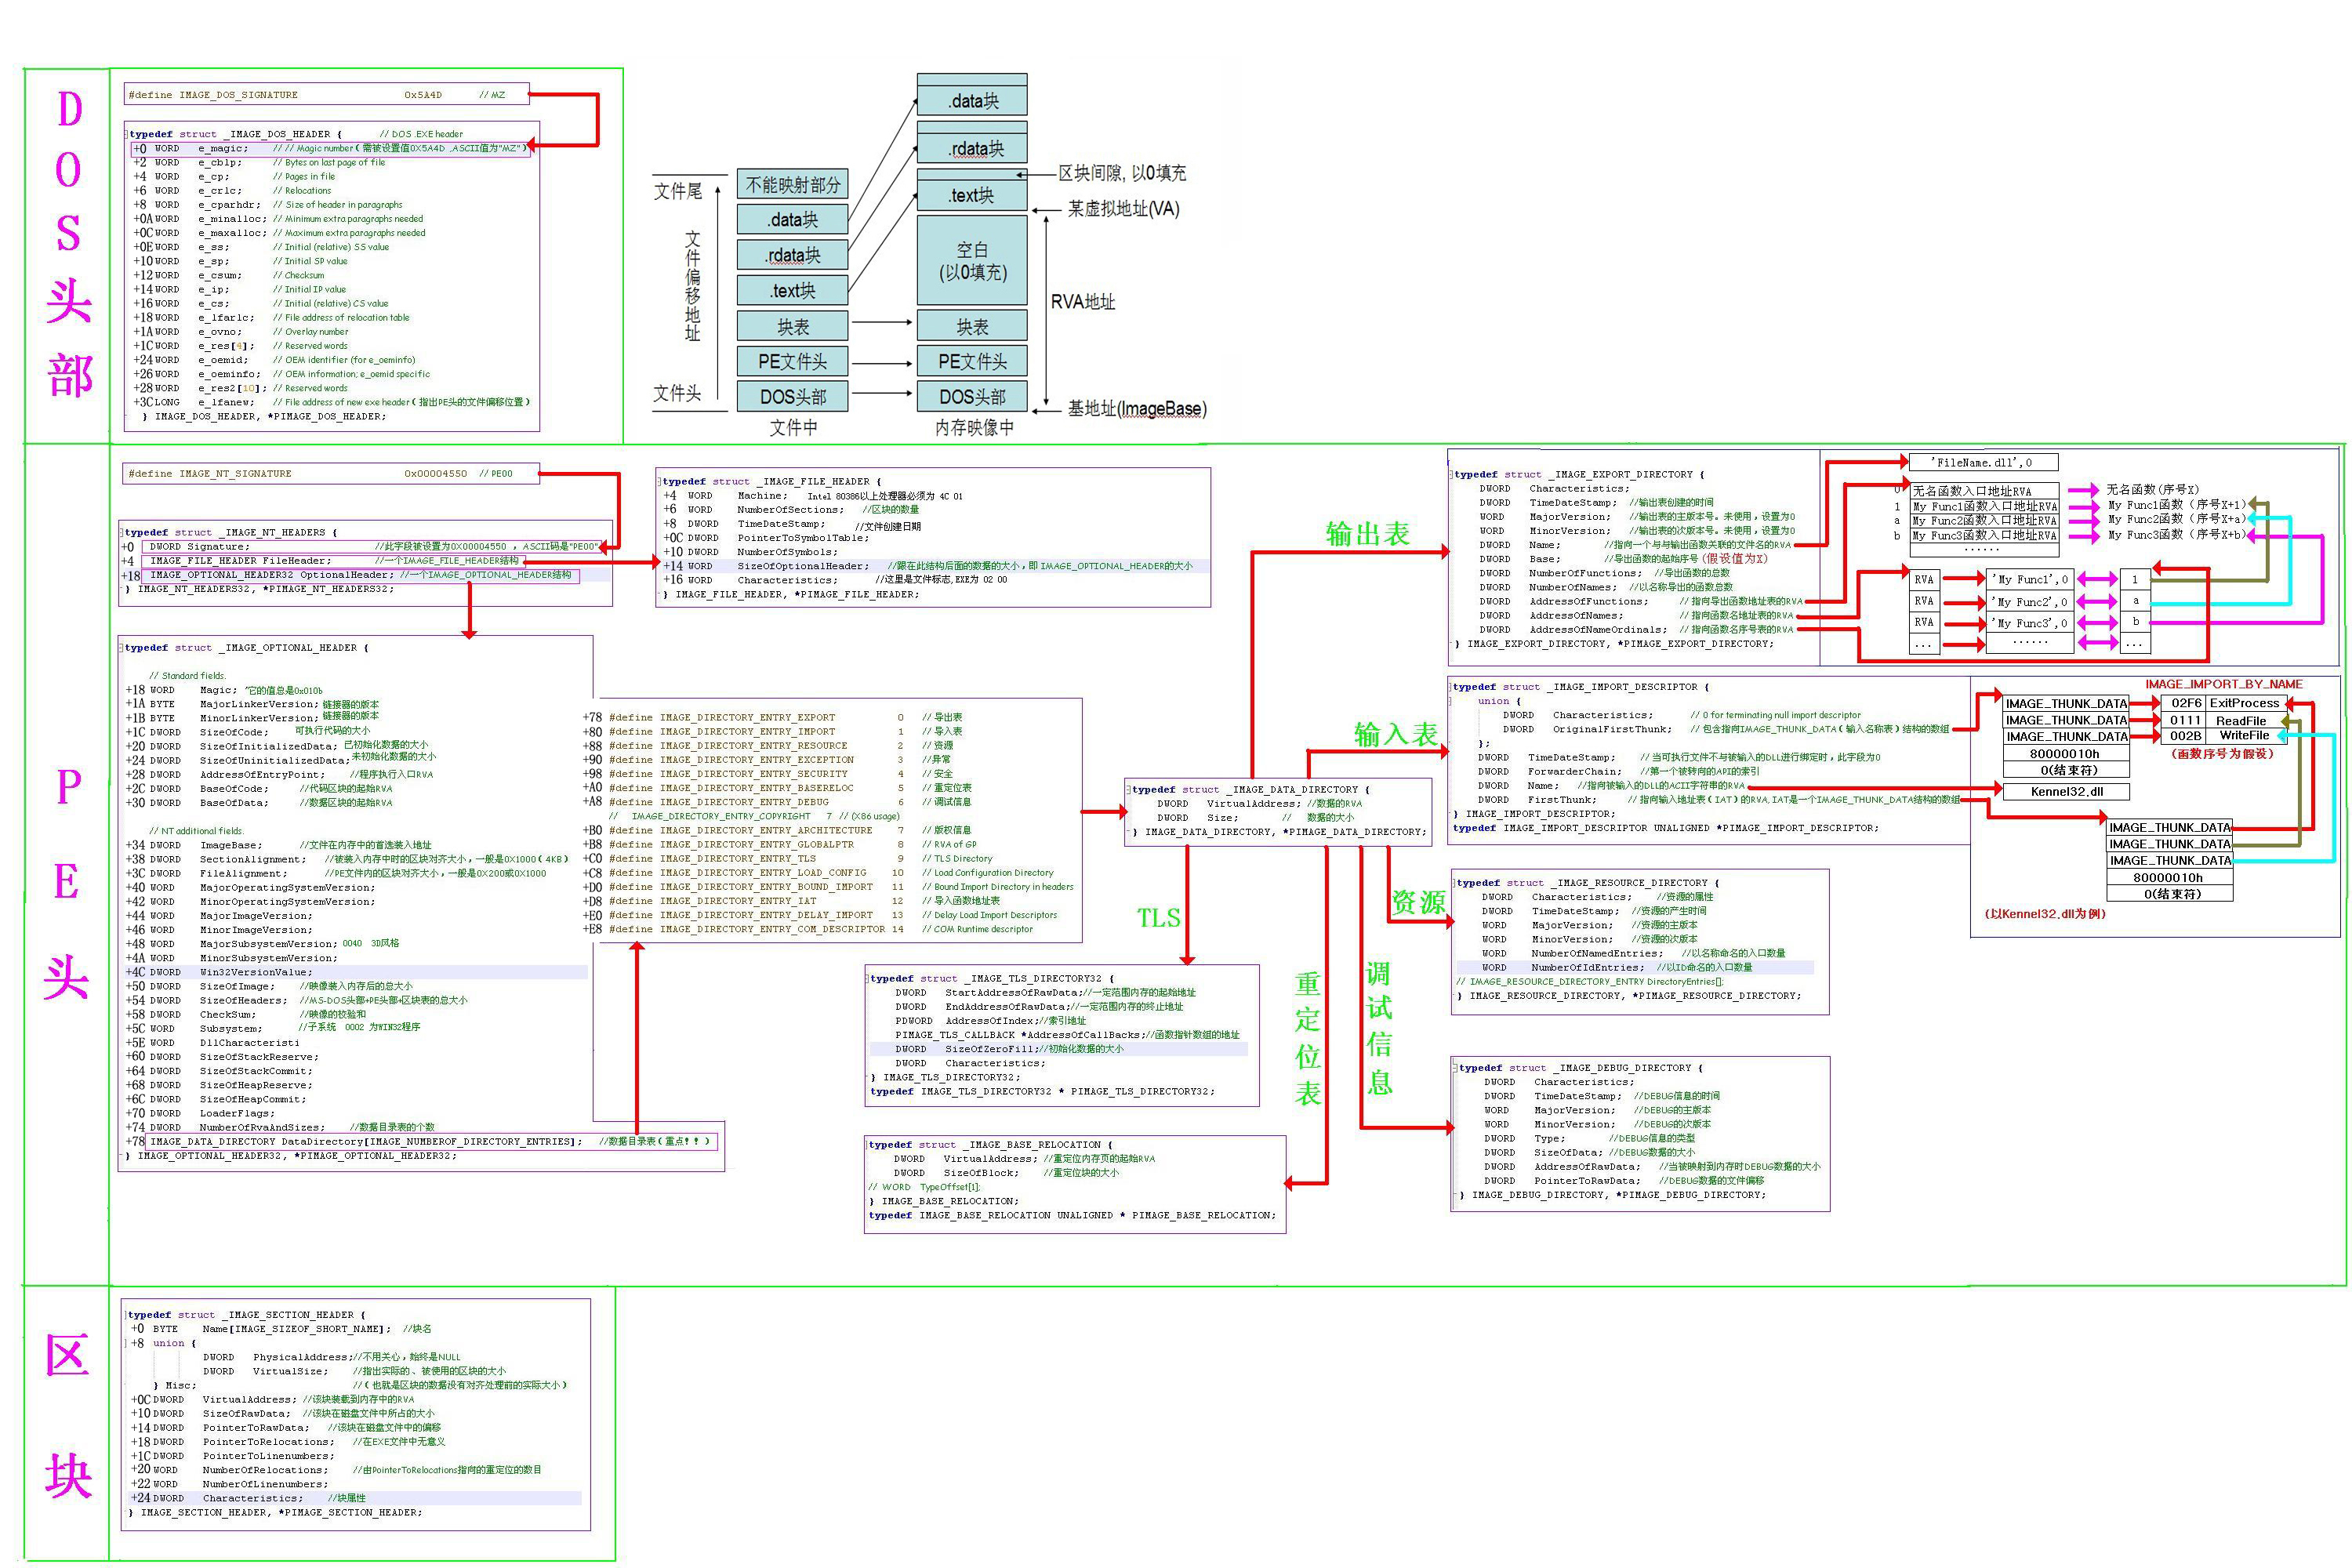 DOS头部
#define IMAGE_DOS_SIGNATURE 0x5A4D // MZ
typedef struct _IMAGE_DOS_HEADER { // DOS .EXE header
+0 WORD e_magic; // // Magic number(需被设置值0X5A4D ,ASCII值为"MZ")
+2 WORD e_cblp; // Bytes on last page of file
+4 WORD e_cp; // Pages in file
+6 WORD e_crlc; // Relocations
+8 WORD e_cparhdr; // Size of header in paragraphs
+0A WORD e_minalloc; // Minimum extra paragraphs needed
+0C WORD e_maxalloc; // Maximum extra paragraphs needed
+0E WORD e_ss; // Initial (relative) SS value
+10 WORD e_sp; // Initial SP value
+12 WORD e_csum; // Checksum
+14 WORD e_ip; // Initial IP value
+16 WORD e_cs; // Initial (relative) CS value
+18 WORD e_lfarlc; // File address of relocation table
+1A WORD e_ovno; // Overlay number
+1C WORD e_res[4]; // Reserved words
+24 WORD e_oemid; // OEM identifier (for e_oeminfo)
+26 WORD e_oeminfo; // OEM information; e_oemid specific
+28 WORD e_res2[10]; // Reserved words
+3C LONG e_lfanew; // File address of new exe header(指出PE头的文件偏移位置)
} IMAGE_DOS_HEADER, *PIMAGE_DOS_HEADER;
文件尾
文件偏移地址
文件头
不能映射部分
.data块
.rdata块
.text块
块表
PE文件头
DOS头部
文件中
.data块
.rdata块
.text块
空白
(以0填充)
块表
PE文件头
DOS头部
内存映像中
区块间隙, 以0填充
某虚拟地址(VA)
RVA地址
基地址(ImageBase)
PE头
#define IMAGE_NT_SIGNATURE 0x00004550 // PE00
typedef struct _IMAGE_NT_HEADERS {
+0 DWORD Signature; //此字段被设置为0X00004550 , ASCII码是"PE00"
+4 IMAGE_FILE_HEADER FileHeader; //一个IMAGE_FILE_HEADER结构
+18 IMAGE_OPTIONAL_HEADER32 OptionalHeader; //一个IMAGE_OPTIONAL_HEADER结构
} IMAGE_NT_HEADERS32, *PIMAGE_NT_HEADERS32;
typedef struct _IMAGE_FILE_HEADER {
+4 WORD Machine; Intel 80386以上处理器必须为 4C 01
+6 WORD NumberOfSections; //区块的数量
+8 DWORD TimeDateStamp; //文件创建日期
+0C DWORD PointerToSymbolTable;
+10 DWORD NumberOfSymbols;
+14 WORD SizeOfOptionalHeader; //跟在此结构后面的数据的大小，即 IMAGE_OPTIONAL_HEADER的大小
+16 WORD Characteristics; //这里是文件标志, EXE为 02 00
} IMAGE_FILE_HEADER, *PIMAGE_FILE_HEADER;
typedef struct _IMAGE_OPTIONAL_HEADER {
// Standard fields.
+18 WORD Magic; 它的值总是0x010b
+1A BYTE MajorLinkerVersion; 链接器的版本
+1B BYTE MinorLinkerVersion; 链接器的版本
+1C DWORD SizeOfCode; 可执行代码的大小
+20 DWORD SizeOfInitializedData; 已初始化数据的大小
+24 DWORD SizeOfUninitializedData; 未初始化数据的大小
+28 DWORD AddressOfEntryPoint; //程序执行入口RVA
+2C DWORD BaseOfCode; //代码区块的起始RVA
+30 DWORD BaseOfData; //数据区块的起始RVA
// NT additional fields.
+34 DWORD ImageBase; //文件在内存中的首选装入地址
+38 DWORD SectionAlignment; //被装入内存中时的区块对齐大小，一般是0X1000(4KB)
+3C DWORD FileAlignment; //PE文件内的区块对齐大小，一般是0X200或0X1000
+40 WORD MajorOperatingSystemVersion;
+42 WORD MinorOperatingSystemVersion;
+44 WORD MajorImageVersion;
+46 WORD MinorImageVersion;
+48 WORD MajorSubsystemVersion; 0040 3D风格
+4A WORD MinorSubsystemVersion;
+4C DWORD Win32VersionValue;
+50 DWORD SizeOfImage; //映像装入内存后的总大小
+54 DWORD SizeOfHeaders; //MS-DOS头部+PE头部+区块表的总大小
+58 DWORD CheckSum; //映像的校验和
+5C WORD Subsystem; //子系统 0002 为WIN32程序
+5E WORD DllCharacteristi
+60 DWORD SizeOfStackReserve;
+64 DWORD SizeOfStackCommit;
+68 DWORD SizeOfHeapReserve;
+6C DWORD SizeOfHeapCommit;
+70 DWORD LoaderFlags;
+74 DWORD NumberOfRvaAndSizes; //数据目录表的个数
+78 IMAGE_DATA_DIRECTORY DataDirectory[IMAGE_NUMBEROF_DIRECTORY_ENTRIES]; //数据目录表(重点！！)
} IMAGE_OPTIONAL_HEADER32, *PIMAGE_OPTIONAL_HEADER32;
+78 #define IMAGE_DIRECTORY_ENTRY_EXPORT 0 // 导出表
+80 #define IMAGE_DIRECTORY_ENTRY_IMPORT 1 // 导入表
+88 #define IMAGE_DIRECTORY_ENTRY_RESOURCE 2 // 资源
+90 #define IMAGE_DIRECTORY_ENTRY_EXCEPTION 3 //异常
+98 #define IMAGE_DIRECTORY_ENTRY_SECURITY 4 // 安全
+A0 #define IMAGE_DIRECTORY_ENTRY_BASERELOC 5 // 重定位表
+A8 #define IMAGE_DIRECTORY_ENTRY_DEBUG 6 // 调试信息
// IMAGE_DIRECTORY_ENTRY_COPYRIGHT 7 // (X86 usage)
+B0 #define IMAGE_DIRECTORY_ENTRY_ARCHITECTURE 7 // 版权信息
+B8 #define IMAGE_DIRECTORY_ENTRY_GLOBALPTR 8 // RVA of GP
+C0 #define IMAGE_DIRECTORY_ENTRY_TLS 9 // TLS Directory
+C8 #define IMAGE_DIRECTORY_ENTRY_LOAD_CONFIG 10 // Load Configuration Directory
+D0 #define IMAGE_DIRECTORY_ENTRY_BOUND_IMPORT 11 // Bound Import Directory in headers
+D8 #define IMAGE_DIRECTORY_ENTRY_IAT 12 // 导入函数地址表
+E0 #define IMAGE_DIRECTORY_ENTRY_DELAY_IMPORT 13 // Delay Load Import Descriptors
+E8 #define IMAGE_DIRECTORY_ENTRY_COM_DESCRIPTOR 14 // COM Runtime descriptor
typedef struct _IMAGE_DATA_DIRECTORY {
DWORD VirtualAddress; //数据的RVA
DWORD Size; // 数据的大小
} IMAGE_DATA_DIRECTORY, *PIMAGE_DATA_DIRECTORY;
输出表
输入表
资源
TLS
重定位表
调试信息
typedef struct _IMAGE_EXPORT_DIRECTORY {
DWORD Characteristics;
DWORD TimeDateStamp; //输出表创建的时间
WORD MajorVersion; //输出表的主版本号。未使用，设置为0
WORD MinorVersion; //输出表的次版本号。未使用，设置为0
DWORD Name; //指向一个与与输出函数关联的文件名的RVA
DWORD Base; //导出函数的起始序号(假设值为X)
DWORD NumberOfFunctions; //导出函数的总数
DWORD NumberOfNames; //以名称导出的函数总数
DWORD AddressOfFunctions; // 指向导出函数地址表的RVA
DWORD AddressOfNames; // 指向函数名地址表的RVA
DWORD AddressOfNameOrdinals; // 指向函数名序号表的RVA
} IMAGE_EXPORT_DIRECTORY, *PIMAGE_EXPORT_DIRECTORY;
'FileName.dll',0
0 无名函数入口地址RVA 无名函数(序号X)
1 My Func1函数入口地址RVA My Func1函数(序号X+1)
a My Func2函数入口地址RVA My Func2函数(序号X+a)
b My Func3函数入口地址RVA My Func3函数(序号X+b)
······
RVA 'My Func1',0 1
RVA 'My Func2',0 a
RVA 'My Func3',0 b
... ······ ...
typedef struct _IMAGE_IMPORT_DESCRIPTOR {
union {
DWORD Characteristics; // 0 for terminating null import descriptor
DWORD OriginalFirstThunk; // 包含指向IMAGE_THUNK_DATA(输入名称表)结构的数组
};
DWORD TimeDateStamp; // 当可执行文件不与被输入的DLL进行绑定时，此字段为0
DWORD ForwarderChain; //第一个被转向的API的索引
DWORD Name; //指向被输入的DLL的ACII字符串的RVA
DWORD FirstThunk; // 指向输入地址表(IAT)的RVA, IAT是一个IMAGE_THUNK_DATA结构的数组
} IMAGE_IMPORT_DESCRIPTOR;
typedef IMAGE_IMPORT_DESCRIPTOR UNALIGNED *PIMAGE_IMPORT_DESCRIPTOR;
IMAGE_IMPORT_BY_NAME
IMAGE_THUNK_DATA 02F6 ExitProcess
IMAGE_THUNK_DATA 0111 ReadFile
IMAGE_THUNK_DATA 002B WriteFile
80000010h (函数序号为假设)
0(结束符)
Kennel32.dll
IMAGE_THUNK_DATA
IMAGE_THUNK_DATA
IMAGE_THUNK_DATA
80000010h
0(结束符)
(以Kennel32.dll为例)
typedef struct _IMAGE_RESOURCE_DIRECTORY {
DWORD Characteristics; //资源的属性
DWORD TimeDateStamp; //资源的产生时间
WORD MajorVersion; //资源的主版本
WORD MinorVersion; //资源的次版本
WORD NumberOfNamedEntries; //以名称命名的入口数量
WORD NumberOfIdEntries; //以ID命名的入口数量
// IMAGE_RESOURCE_DIRECTORY_ENTRY DirectoryEntries[];
} IMAGE_RESOURCE_DIRECTORY, *PIMAGE_RESOURCE_DIRECTORY;
typedef struct _IMAGE_TLS_DIRECTORY32 {
DWORD StartAddressOfRawData;//一定范围内存的起始地址
DWORD EndAddressOfRawData;//一定范围内存的终止地址
PDWORD AddressOfIndex;//索引地址
PIMAGE_TLS_CALLBACK *AddressOfCallBacks;//函数指针数组的地址
DWORD SizeOfZeroFill;//初始化数据的大小
DWORD Characteristics;
} IMAGE_TLS_DIRECTORY32;
typedef IMAGE_TLS_DIRECTORY32 * PIMAGE_TLS_DIRECTORY32;
typedef struct _IMAGE_DEBUG_DIRECTORY {
DWORD Characteristics;
DWORD TimeDateStamp; //DEBUG信息的时间
WORD MajorVersion; //DEBUG的主版本
WORD MinorVersion; //DEBUG的次版本
DWORD Type; //DEBUG信息的类型
DWORD SizeOfData; //DEBUG数据的大小
DWORD AddressOfRawData; //当被映射到内存时DEBUG数据的大小
DWORD PointerToRawData; //DEBUG数据的文件偏移
} IMAGE_DEBUG_DIRECTORY, *PIMAGE_DEBUG_DIRECTORY;
typedef struct _IMAGE_BASE_RELOCATION {
DWORD VirtualAddress; //重定位内存页的起始RVA
DWORD SizeOfBlock; //重定位块的大小
// WORD TypeOffset[1];
} IMAGE_BASE_RELOCATION;
typedef IMAGE_BASE_RELOCATION UNALIGNED * PIMAGE_BASE_RELOCATION;
区块
typedef struct _IMAGE_SECTION_HEADER {
+0 BYTE Name[IMAGE_SIZEOF_SHORT_NAME]; //块名
+8 union {
DWORD PhysicalAddress;//不用关心，始终是NULL
DWORD VirtualSize; //指出实际的、被使用的区块的大小
} Misc; //(也就是区块的数据没有对齐处理前的实际大小)
+0C DWORD VirtualAddress; //该块装载到内存中的RVA
+10 DWORD SizeOfRawData; //该块在磁盘文件中所占的大小
+14 DWORD PointerToRawData; //该块在磁盘文件中的偏移
+18 DWORD PointerToRelocations; //在EXE文件中无意义
+1C DWORD PointerToLinenumbers;
+20 WORD NumberOfRelocations; //由PointerToRelocations指向的重定位的数目
+22 WORD NumberOfLinenumbers;
+24 DWORD Characteristics; //块属性
} IMAGE_SECTION_HEADER, *PIMAGE_SECTION_HEADER;